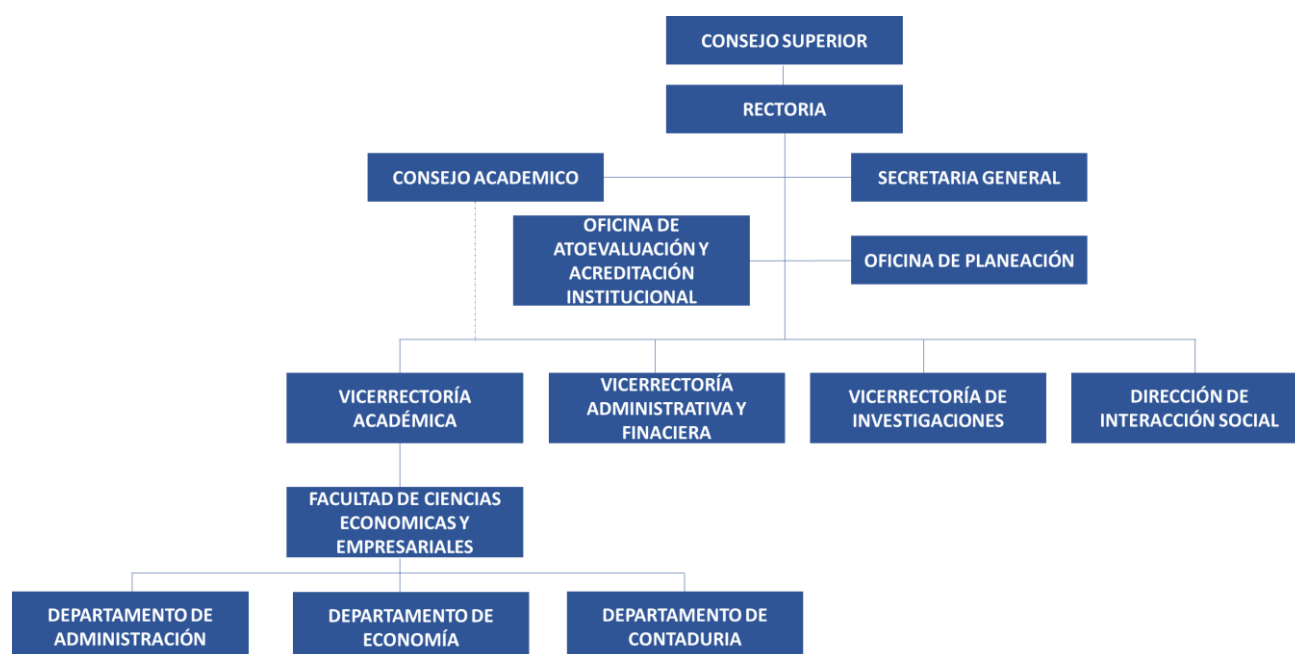 CONSEJO SUPERIOR
RECTORIA
CONSEJO ACADEMICO
SECRETARIA GENERAL
OFICINA DE
ATOEVALUACIÓN Y
ACREDITACIÓN
INSTITUCIONAL
OFICINA DE PLANEACIÓN
VICERRECTORÍA
ACADÉMICA
VICERRECTORÍA
ADMINISTRATIVA Y
FINACIERA
VICERRECTORÍA DE
INVESTIGACIONES
DIRECCIÓN DE
INTERACCIÓN SOCIAL
FACULTAD DE CIENCIAS
ECONOMICAS Y
EMPRESARIALES
DEPARTAMENTO DE
ADMINISTRACIÓN
DEPARTAMENTO DE
ECONOMÍA
DEPARTAMENTO DE
CONTADURIA